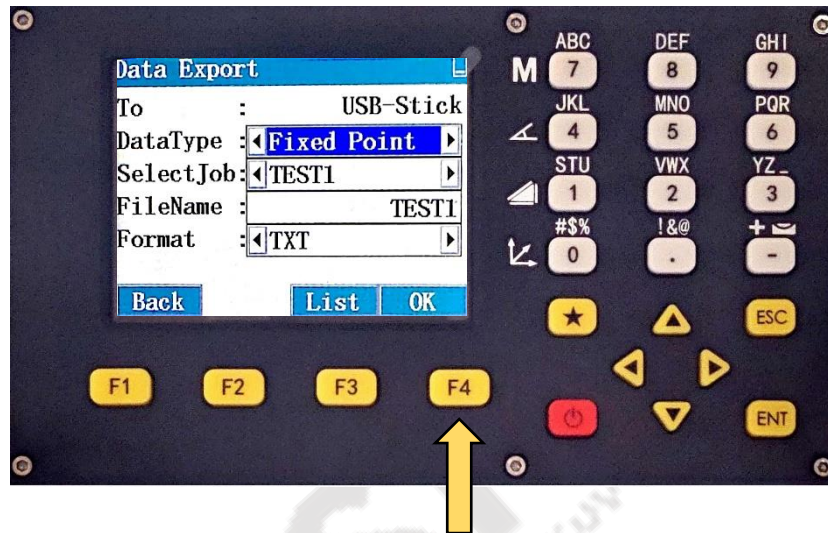 Data Export
To : USB-Stick
DataType : Fixed Point
SelectJob: TEST1
FileName : TEST1
Format : TXT
Back List OK
F1 F2 F3 F4
ABC DEF GHI
M 7 8 9
JKL MNO PQR
4 5 6
STU VWX YZ_
1 2 3
#$% !&@ +
0 . -
ESC
ENT